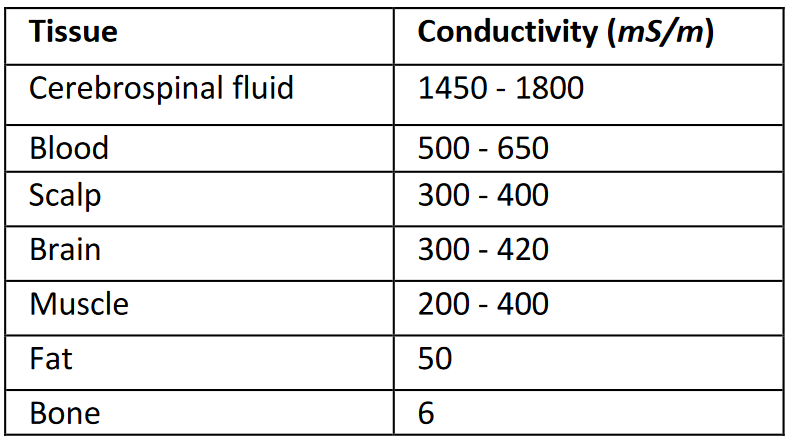 Tissue Conductivity (mS/m)
Cerebrospinal fluid 1450 - 1800
Blood 500 - 650
Scalp 300 - 400
Brain 300 - 420
Muscle 200 - 400
Fat 50
Bone 6